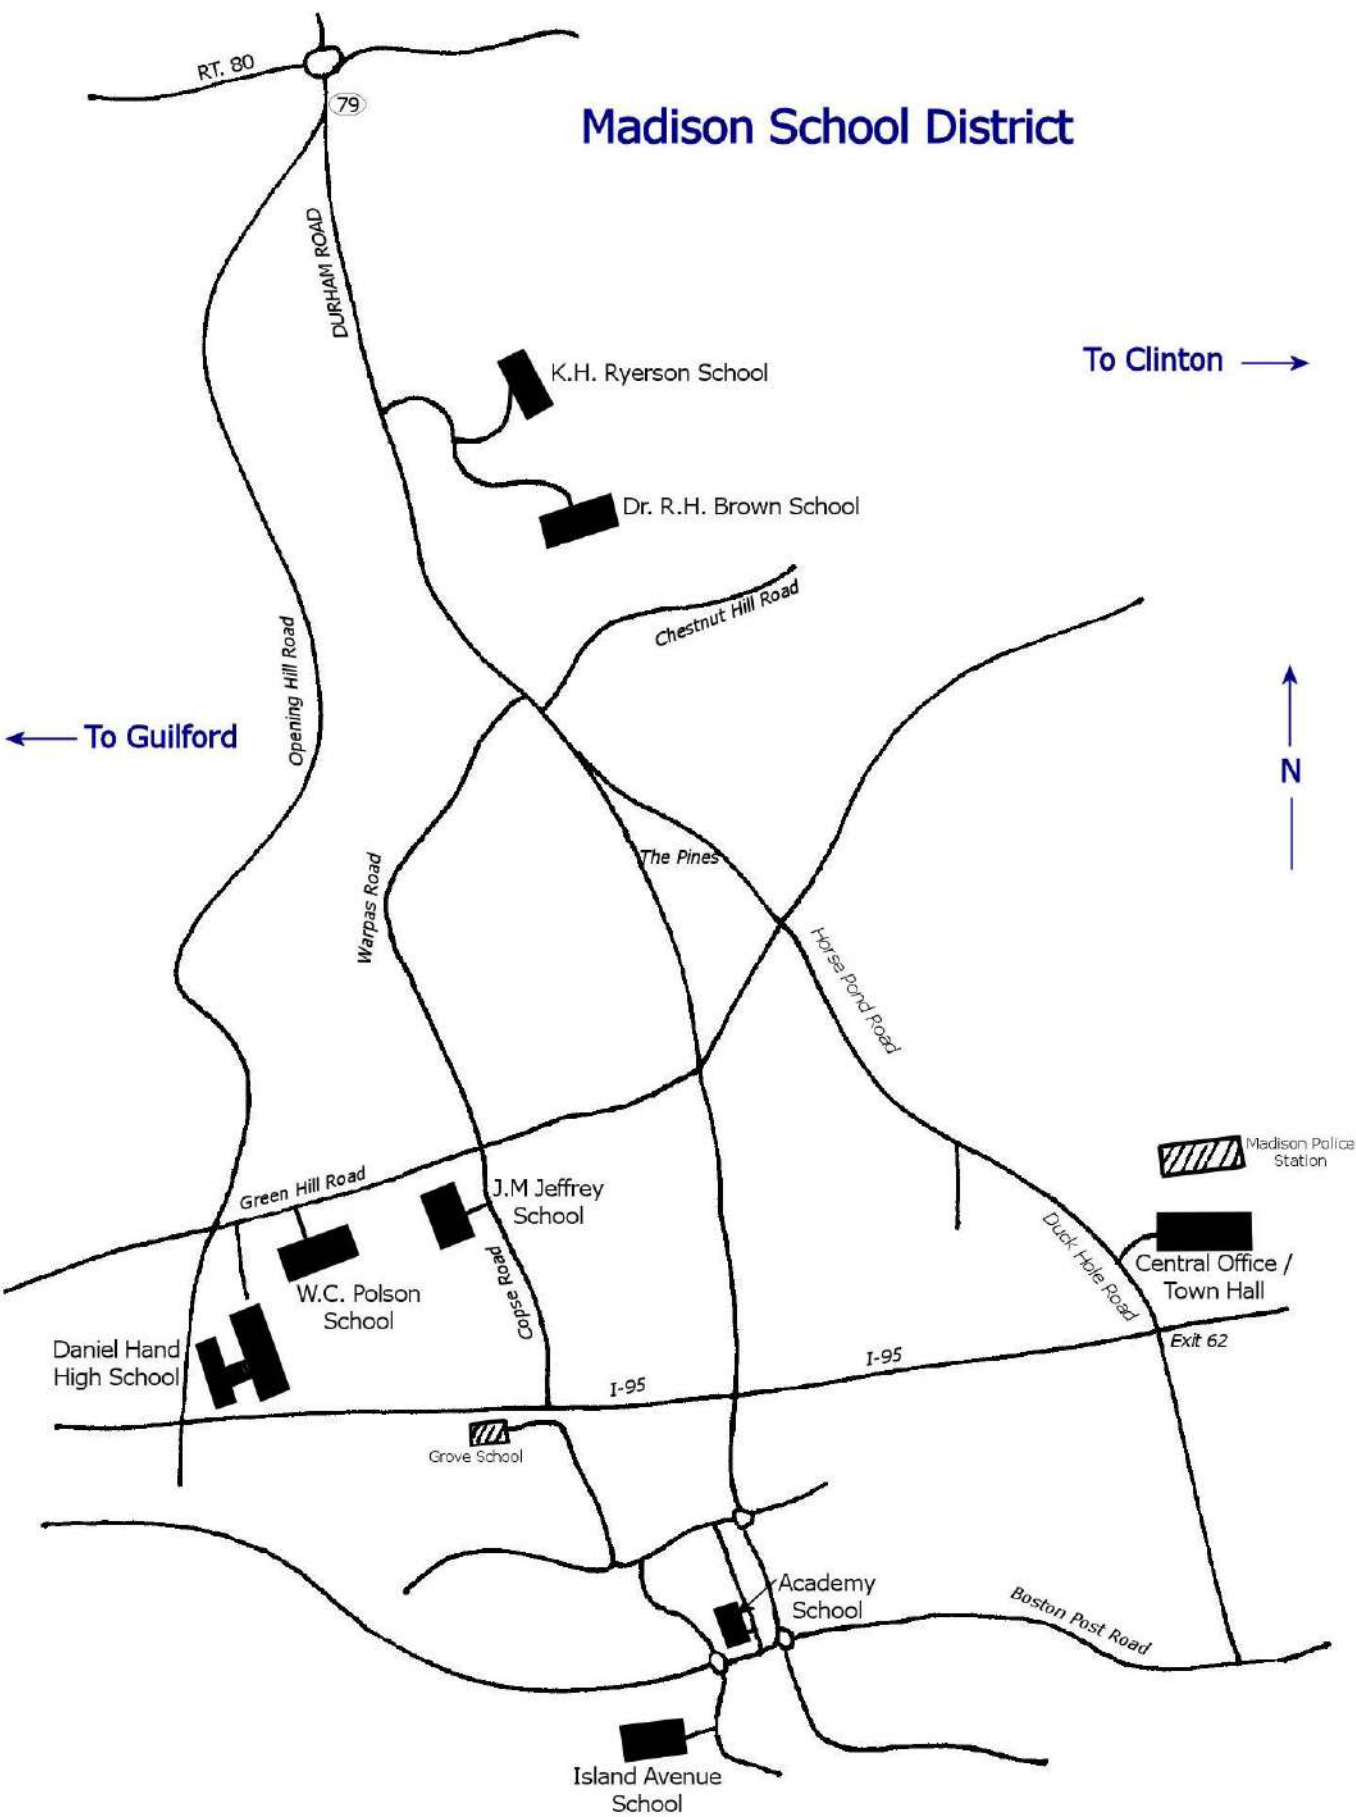 RT. 80
79
Madison School District
DURHAM ROAD
K.H. Ryerson School
To Clinton
Dr. R.H. Brown School
Chestnut Hill Road
Opening Hill Road
To Guilford
N
The Pines
Warpas Road
Horse Pond Road
Madison Police
Station
Green Hill Road
J.M Jeffrey
School
Duck Hole Road
Central Office /
Town Hall
Copse Road
W.C. Polson
School
Daniel Hand
High School
Exit 62
I-95
I-95
Grove School
Academy
School
Boston Post Road
Island Avenue
School